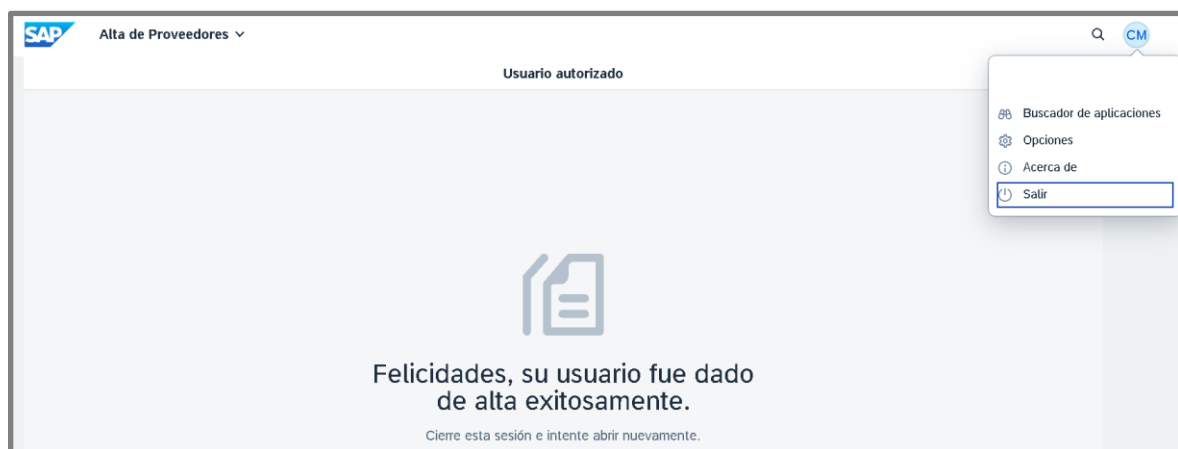 SAP Alta de Proveedores CM
Usuario autorizado
Buscador de aplicaciones
Opciones
Acerca de
Salir
Felicidades, su usuario fue dado
de alta exitosamente.
Cierre esta sesión e intente abrir nuevamente.